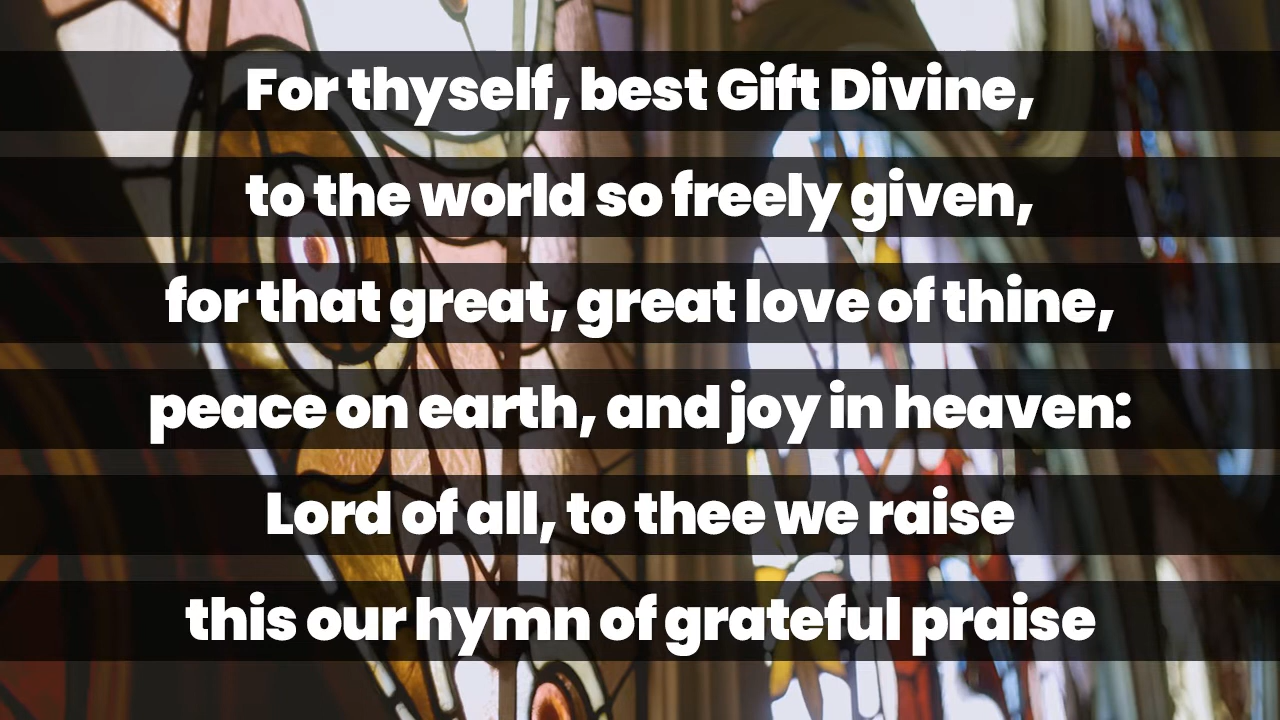 For thyself, best Gift Divine,
to the world so freely given,
for that great, great love of thine,
peace on earth, and joy in heaven:
Lord of all, to thee we raise
this our hymn of grateful praise